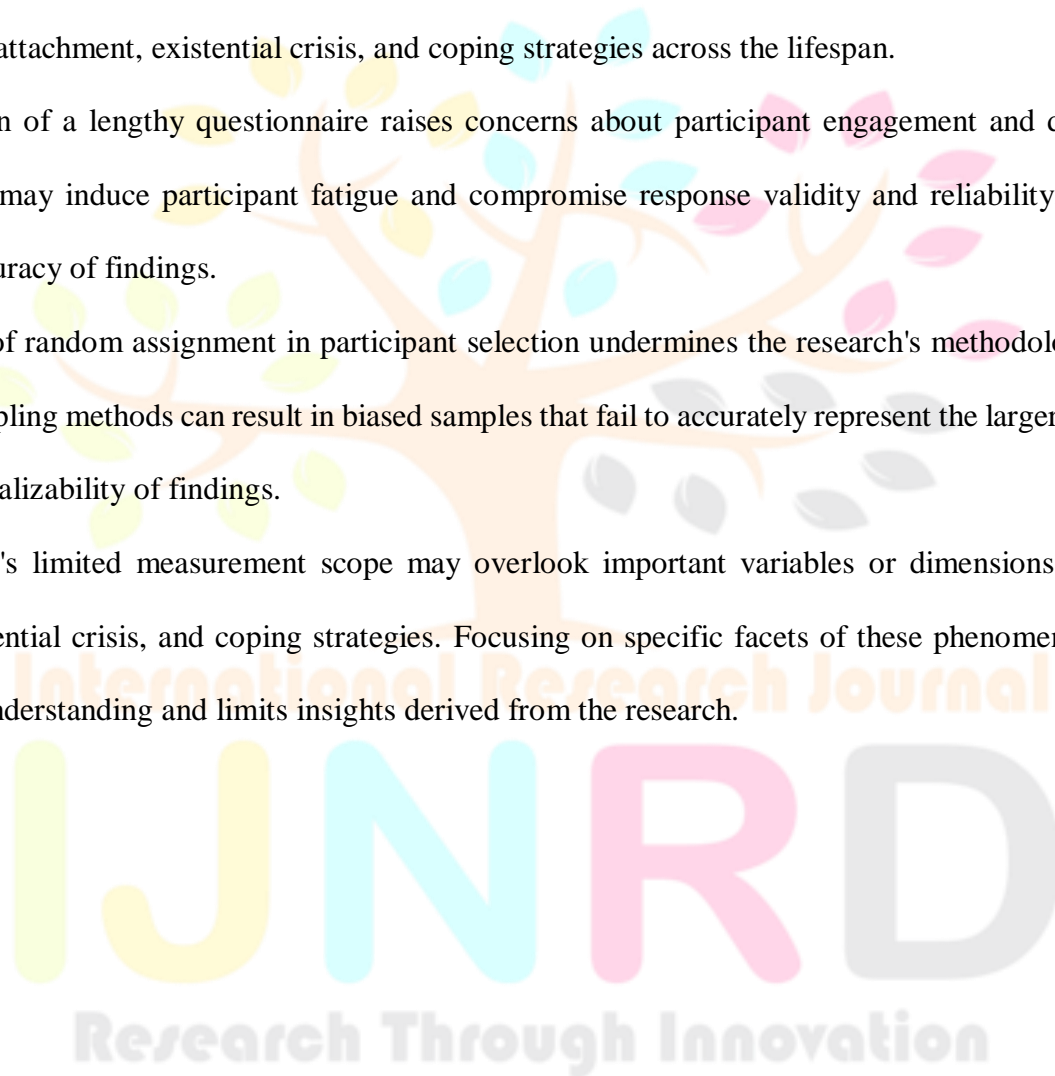 attachment, existential crisis, and coping strategies across the lifespan.
n of a lengthy questionnaire raises concerns about participant engagement and
may induce participant fatigue and compromise response validity and reliability
uracy of findings.
of random assignment in participant selection undermines the research's methodol
pling methods can result in biased samples that fail to accurately represent the larger
alizability of findings.
's limited measurement scope may overlook important variables or dimensions
ential crisis, and coping strategies. Focusing on specific facets of these phenome
International Research Journal
nderstanding and limits insights derived from the research.
IJNRD
Research Through Innovation